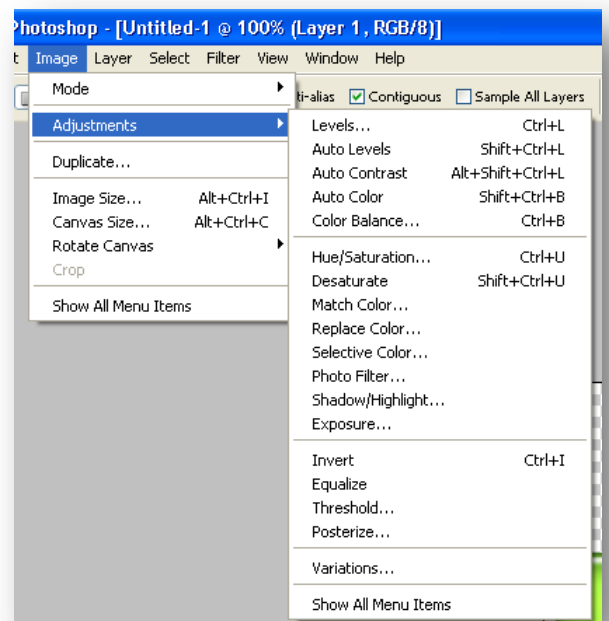 Photoshop - [Untitled-1 @ 100% (Layer 1, RGB/8)]
t Image Layer Select Filter View Window Help
ti-alias Contiguous Sample All Layers
Mode
Adjustments
Duplicate...
Image Size... Alt+Ctrl+I
Canvas Size... Alt+Ctrl+C
Rotate Canvas
Crop
Show All Menu Items
Levels... Ctrl+L
Auto Levels Shift+Ctrl+L
Auto Contrast Alt+Shift+Ctrl+L
Auto Color Shift+Ctrl+B
Color Balance... Ctrl+B
Hue/Saturation... Ctrl+U
Desaturate Shift+Ctrl+U
Match Color...
Replace Color...
Selective Color...
Photo Filter...
Shadow/Highlight...
Exposure...
Invert Ctrl+I
Equalize
Threshold...
Posterize...
Variations...
Show All Menu Items